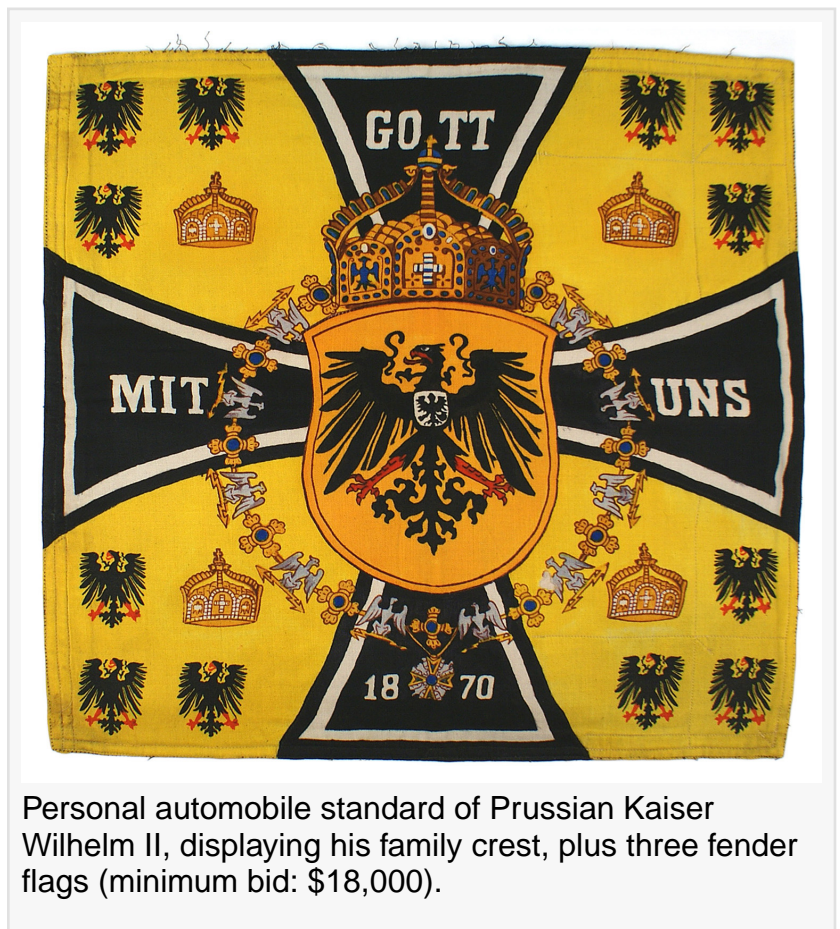 GOTT
MIT UNS
18 70
Personal automobile standard of Prussian Kaiser
Wilhelm II, displaying his family crest, plus three fender
flags (minimum bid: $18,000).